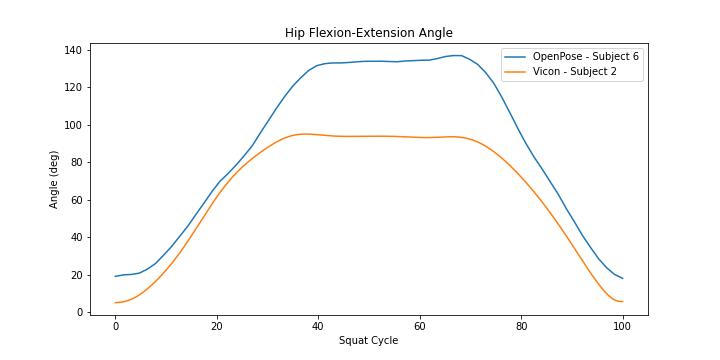 Hip Flexion-Extension Angle
OpenPose - Subject 6
Vicon - Subject 2
Angle (deg)
140
120
100
80
60
40
20
0
0 20 40 60 80 100
Squat Cycle